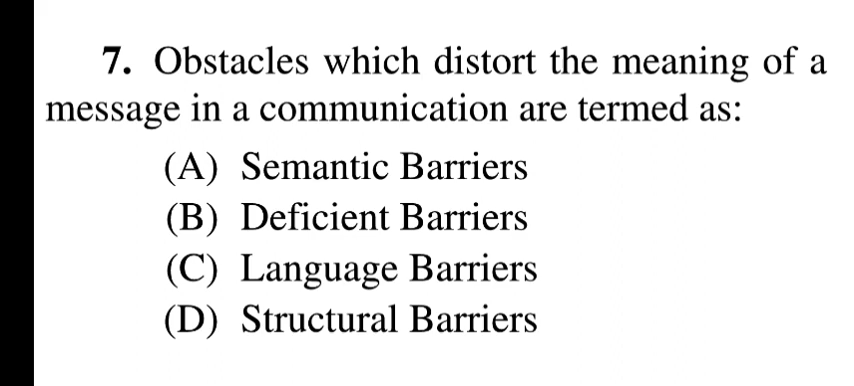 7. Obstacles which distort the meaning of a
message in a communication are termed as:
(A) Semantic Barriers
(B) Deficient Barriers
(C) Language Barriers
(D) Structural Barriers